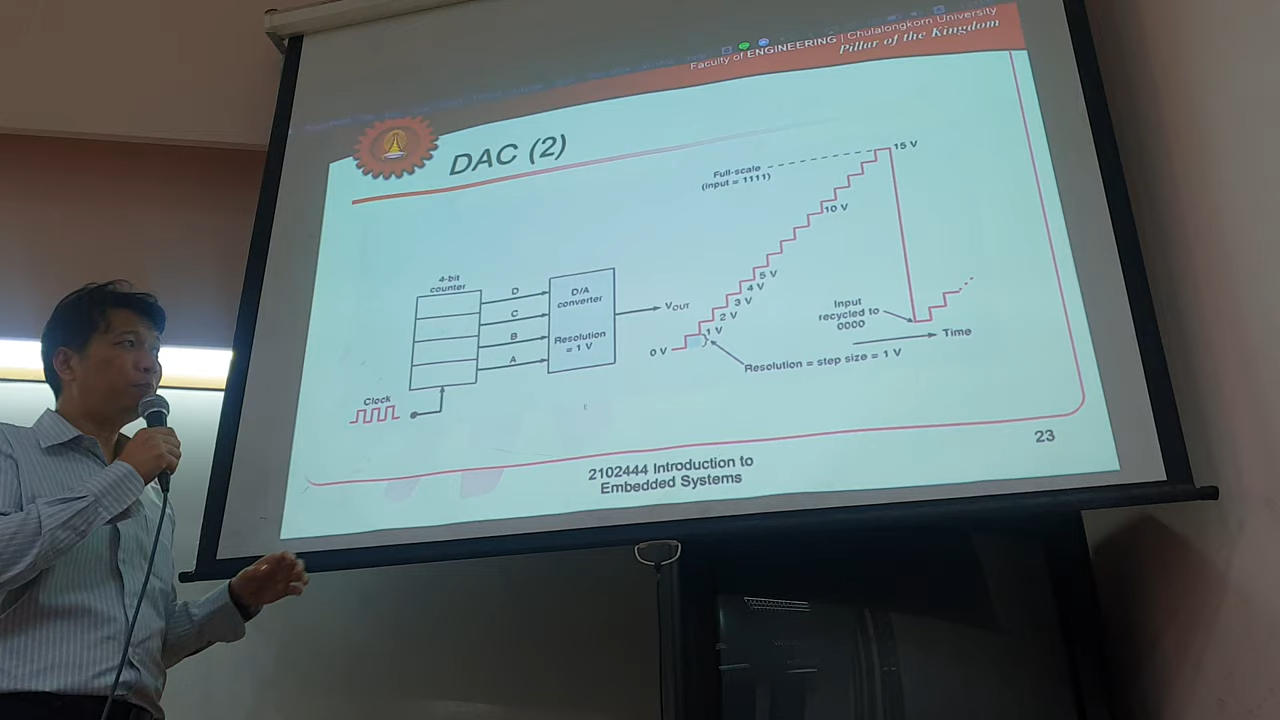 Faculty of ENGINEERING | Chulalongkorn University
Pillar of the Kingdom
DAC (2)
4-bit
counter
D
C
B
A
D/A
converter
Resolution
= 1 V
VOUT
Clock
Full-scale
(input = 1111)
15 V
10 V
5 V
4 V
3 V
2 V
1 V
0 V
Input
recycled to
0000
Time
Resolution = step size = 1 V
2102444 Introduction to
Embedded Systems
23